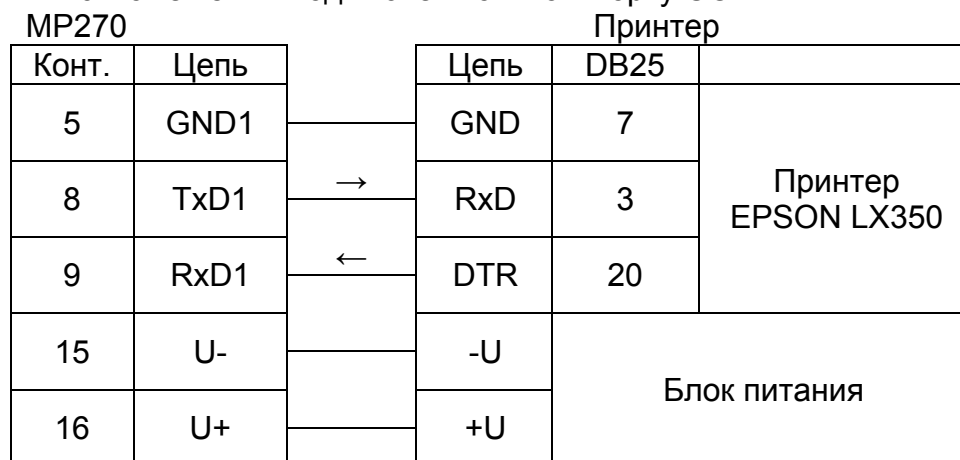 МР270 Принтер
Конт. Цепь Цепь DB25
5 GND1 GND 7
8 TxD1 → RxD 3
Принтер
EPSON LX350
9 RxD1 ← DTR 20
15 U- -U
Блок питания
16 U+ +U